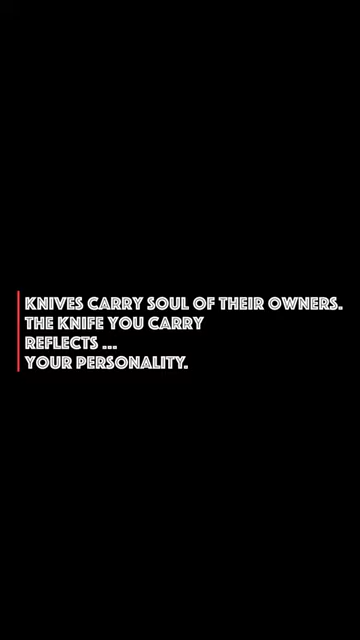 KNIVES CARRY SOUL OF THEIR OWNERS.
THE KNIFE YOU CARRY
REFLECTS ...
YOUR PERSONALITY.